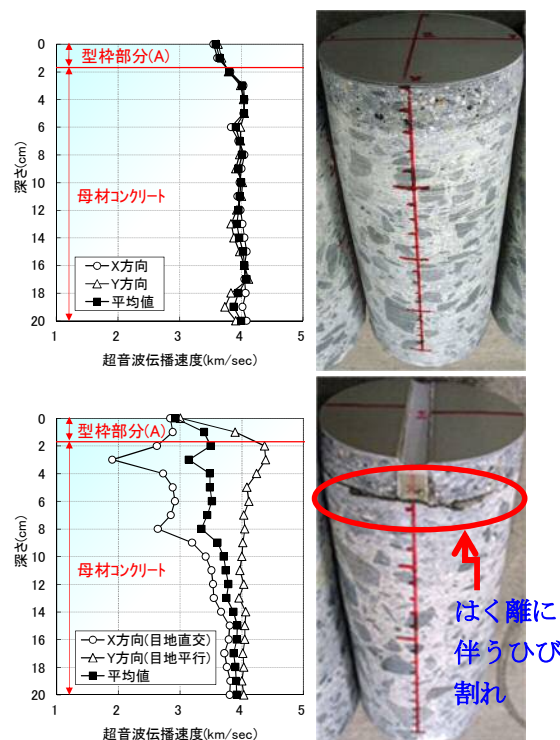 0
2
4
6
8
10
12
14
16
18
20
深さ(cm)
型枠部分(A)
母材コンクリート
X方向
Y方向
平均値
1 2 3 4 5
超音波伝播速度(km/sec)
0
2
4
6
8
10
12
14
16
18
20
深さ(cm)
型枠部分(A)
母材コンクリート
X方向(目地直交)
Y方向(目地平行)
平均値
1 2 3 4 5
超音波伝播速度(km/sec)
はく離に
伴うひび
割れ